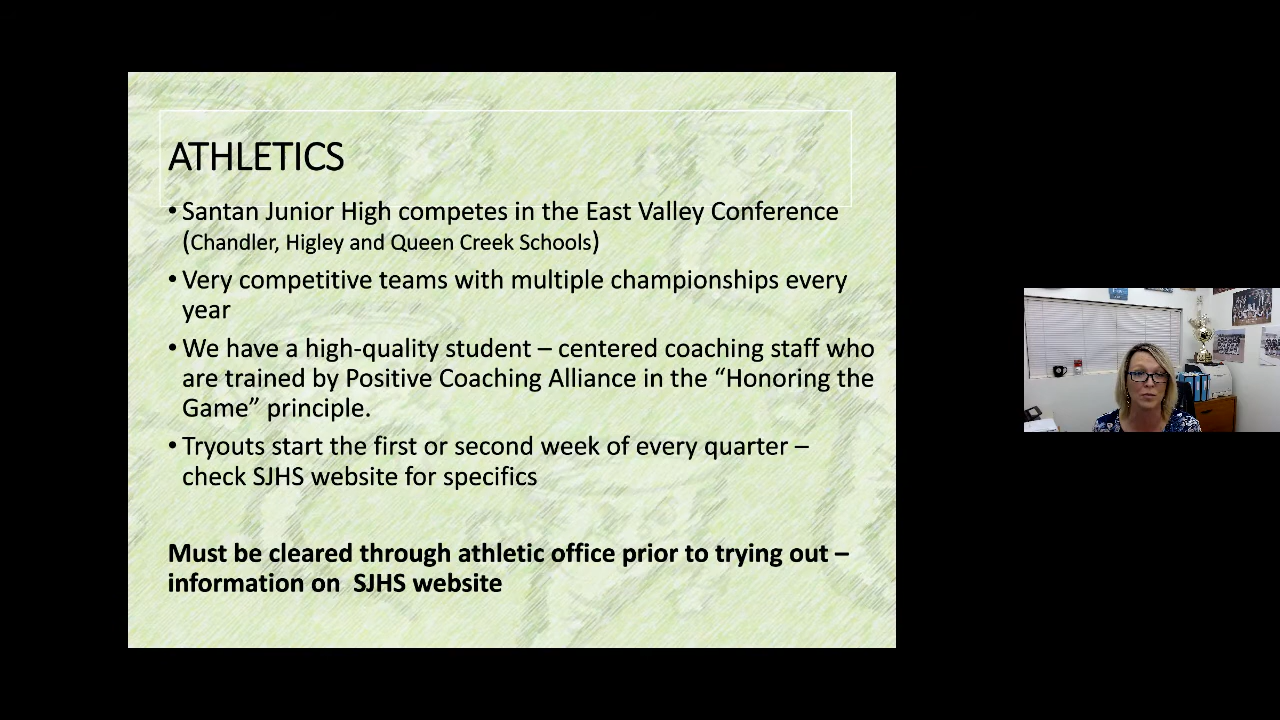 ATHLETICS
• Santan Junior High competes in the East Valley Conference
(Chandler, Higley and Queen Creek Schools)
• Very competitive teams with multiple championships every
year
• We have a high-quality student – centered coaching staff who
are trained by Positive Coaching Alliance in the “Honoring the
Game” principle.
• Tryouts start the first or second week of every quarter –
check SJHS website for specifics
Must be cleared through athletic office prior to trying out –
information on  SJHS website